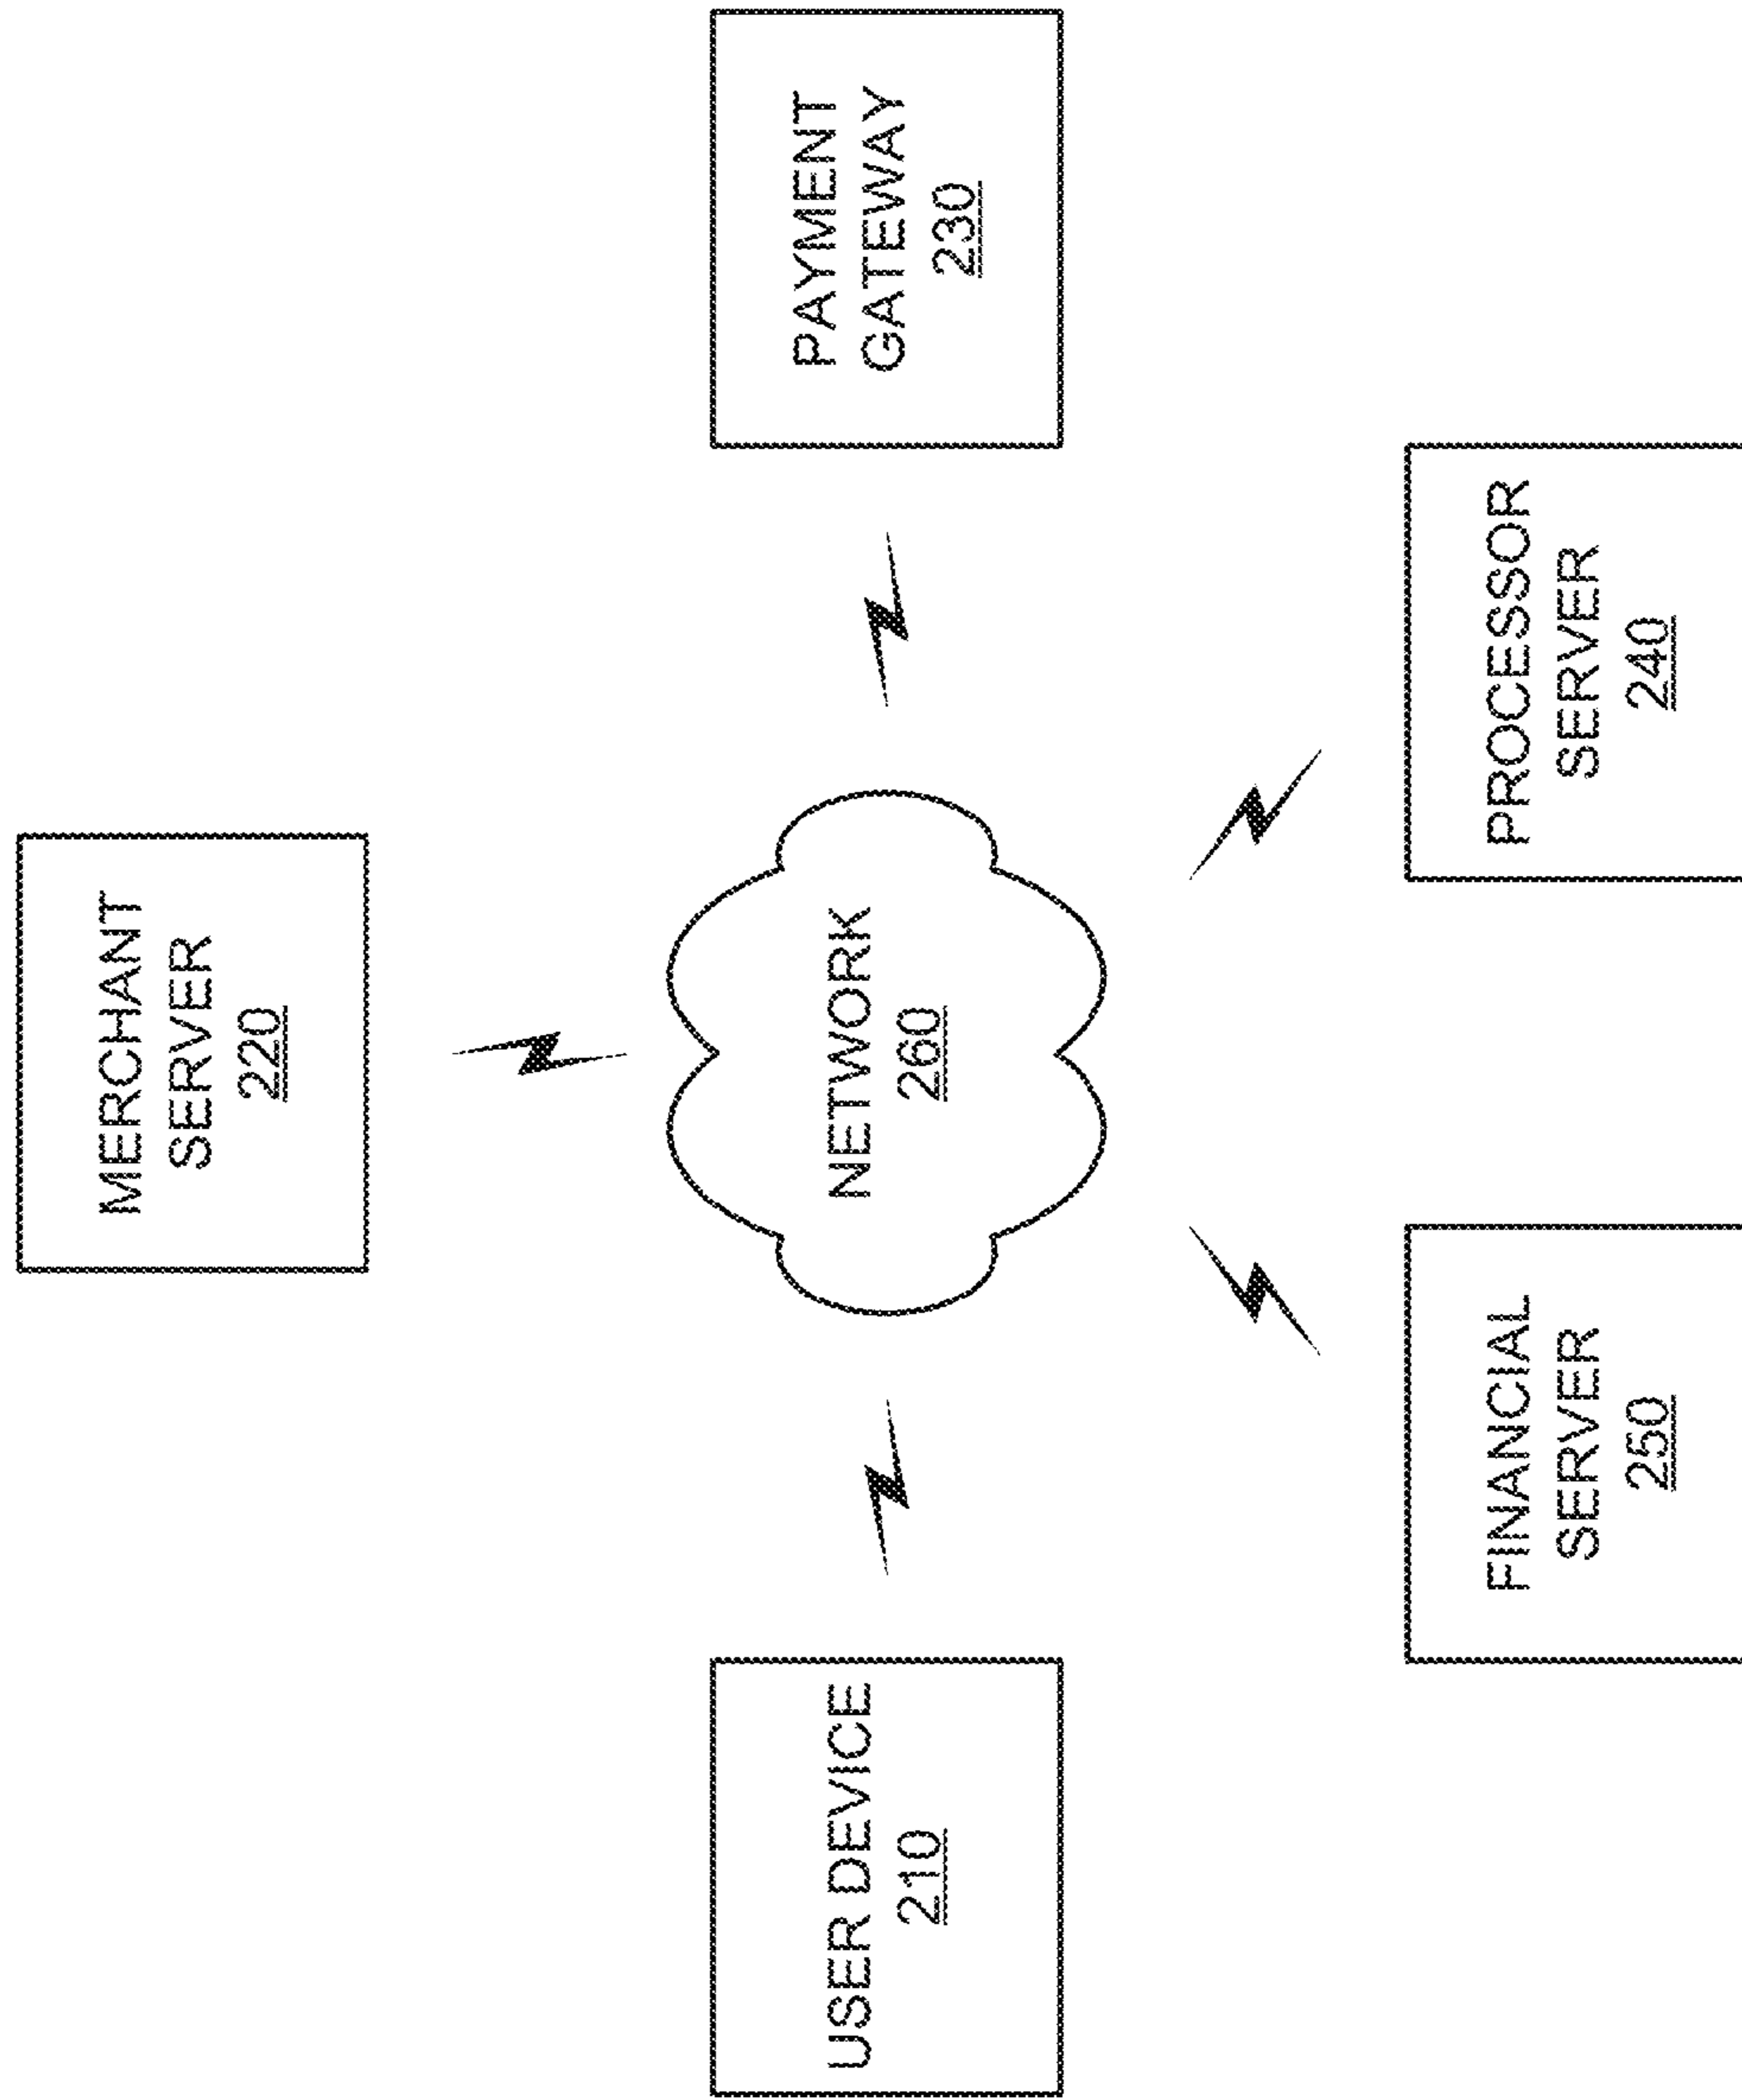 MERCHANT
SERVER
220
USER DEVICE
210
NETWORK
260
PAYMENT
GATEWAY
230
FINANCIAL
SERVER
250
PROCESSOR
SERVER
240